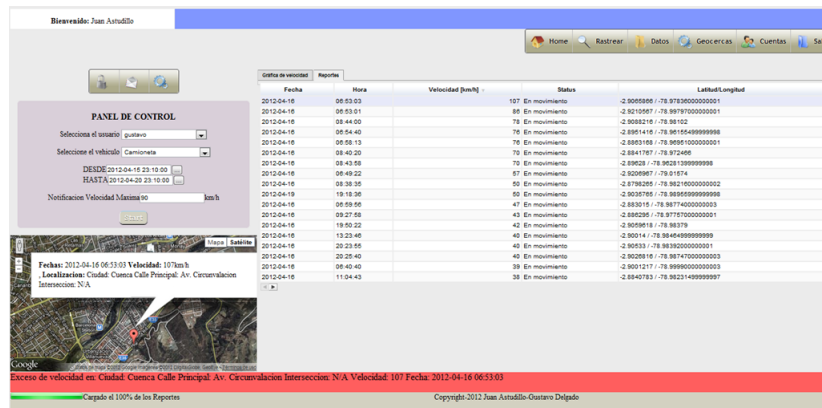 Bienvenido: Juan Astudillo
Home Rastrear Datos Geocercas Cuentas Sa
PANEL DE CONTROL
Selecciona el usuario gustavo
Seleccione el vehiculo Camioneta
DESDE 2012-04-15 23:10:00 ...
HASTA 2012-04-20 23:10:00 ...
Notificacion Velocidad Maxima 90 km/h
Gráfica de velocidad Reportes
Fecha Hora Velocidad [km/h] Status Latitud/Longitud
2012-04-16 06:53:03 107 En movimiento -2.9065866 / -78.97836000000001
2012-04-16 06:53:01 86 En movimiento -2.9210567 / -78.99797000000001
2012-04-16 08:44:00 78 En movimiento -2.9088216 / -78.98102
2012-04-16 06:54:40 76 En movimiento -2.8951416 / -78.96155499999998
2012-04-16 06:58:13 76 En movimiento -2.8863168 / -78.96951000000001
2012-04-16 08:40:20 70 En movimiento -2.8841767 / -78.972466
2012-04-16 08:43:58 70 En movimiento -2.89628 / -78.96281399999998
2012-04-16 06:49:22 57 En movimiento -2.9206967 / -79.01574
2012-04-16 08:38:35 50 En movimiento -2.8798265 / -78.98216000000002
2012-04-19 19:18:36 50 En movimiento -2.9035765 / -78.98955999999998
2012-04-16 06:59:56 47 En movimiento -2.883015 / -78.98774000000003
2012-04-16 09:27:58 43 En movimiento -2.886295 / -78.97757000000001
2012-04-16 19:50:22 42 En movimiento -2.9059618 / -78.98379
2012-04-16 13:23:46 40 En movimiento -2.90014 / -78.98464999999999
2012-04-16 20:23:55 40 En movimiento -2.90533 / -78.98392000000001
2012-04-16 20:25:40 40 En movimiento -2.9026816 / -78.98747000000003
2012-04-16 06:40:40 39 En movimiento -2.9001217 / -78.99990000000003
2012-04-16 11:04:43 38 En movimiento -2.8840783 / -78.98231499999997
Mapa Satélite
Fechas: 2012-04-16 06:53:03 Velocidad: 107km/h
, Localizacion: Ciudad: Cuenca Calle Principal: Av. Circunvalacion
Interseccion: N/A
Google
Exceso de velocidad en: Ciudad: Cuenca Calle Principal: Av. Circunvalacion Interseccion: N/A Velocidad: 107 Fecha: 2012-04-16 06:53:03
Cargado el 100% de los Reportes
Copyright-2012 Juan Astudillo-Gustavo Delgado